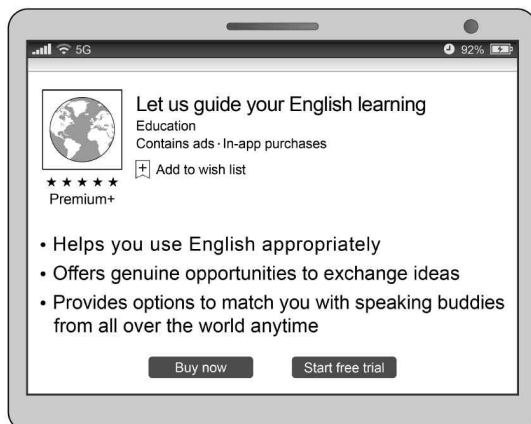 5G 92%
Let us guide your English learning
Education
Contains ads · In-app purchases
+ Add to wish list
★★★★★
Premium+
• Helps you use English appropriately
• Offers genuine opportunities to exchange ideas
• Provides options to match you with speaking buddies
from all over the world anytime
Buy now Start free trial